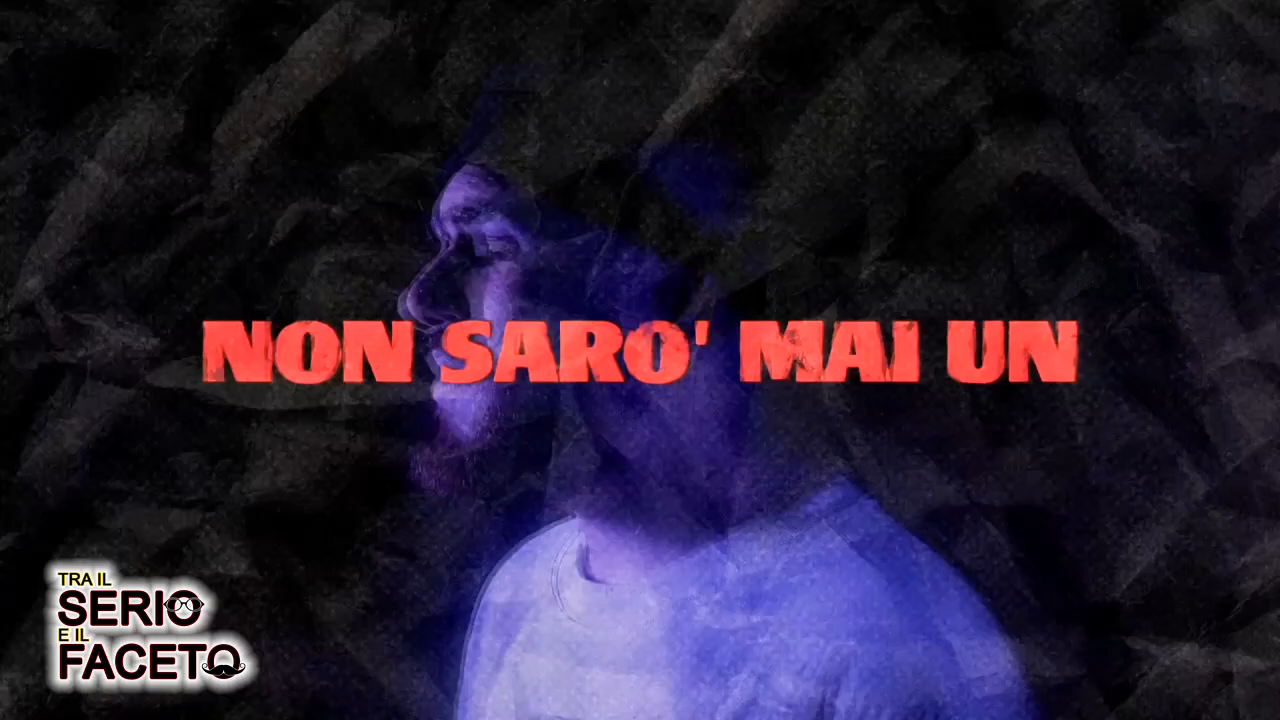 NON SARO' MAI UN
TRA IL
SERIO
E IL
FACETO